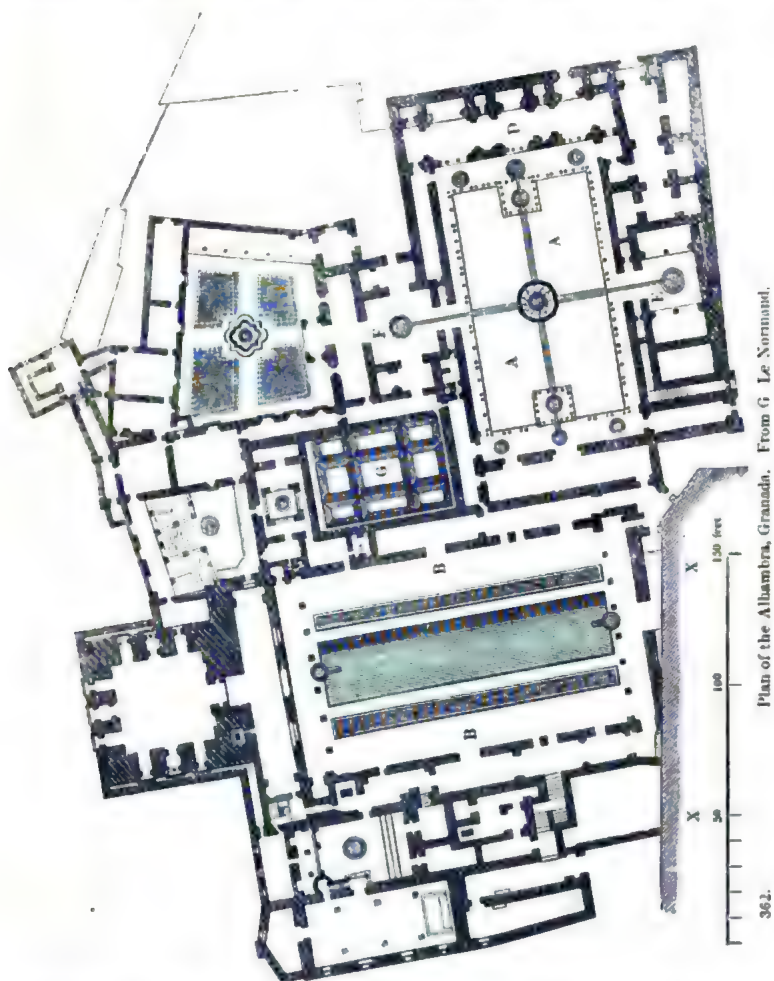 A
A
B
B
D
F
G
X
X
50
100
150 feet
362.
Plan of the Alhambra, Granada. From G. Le Normand.